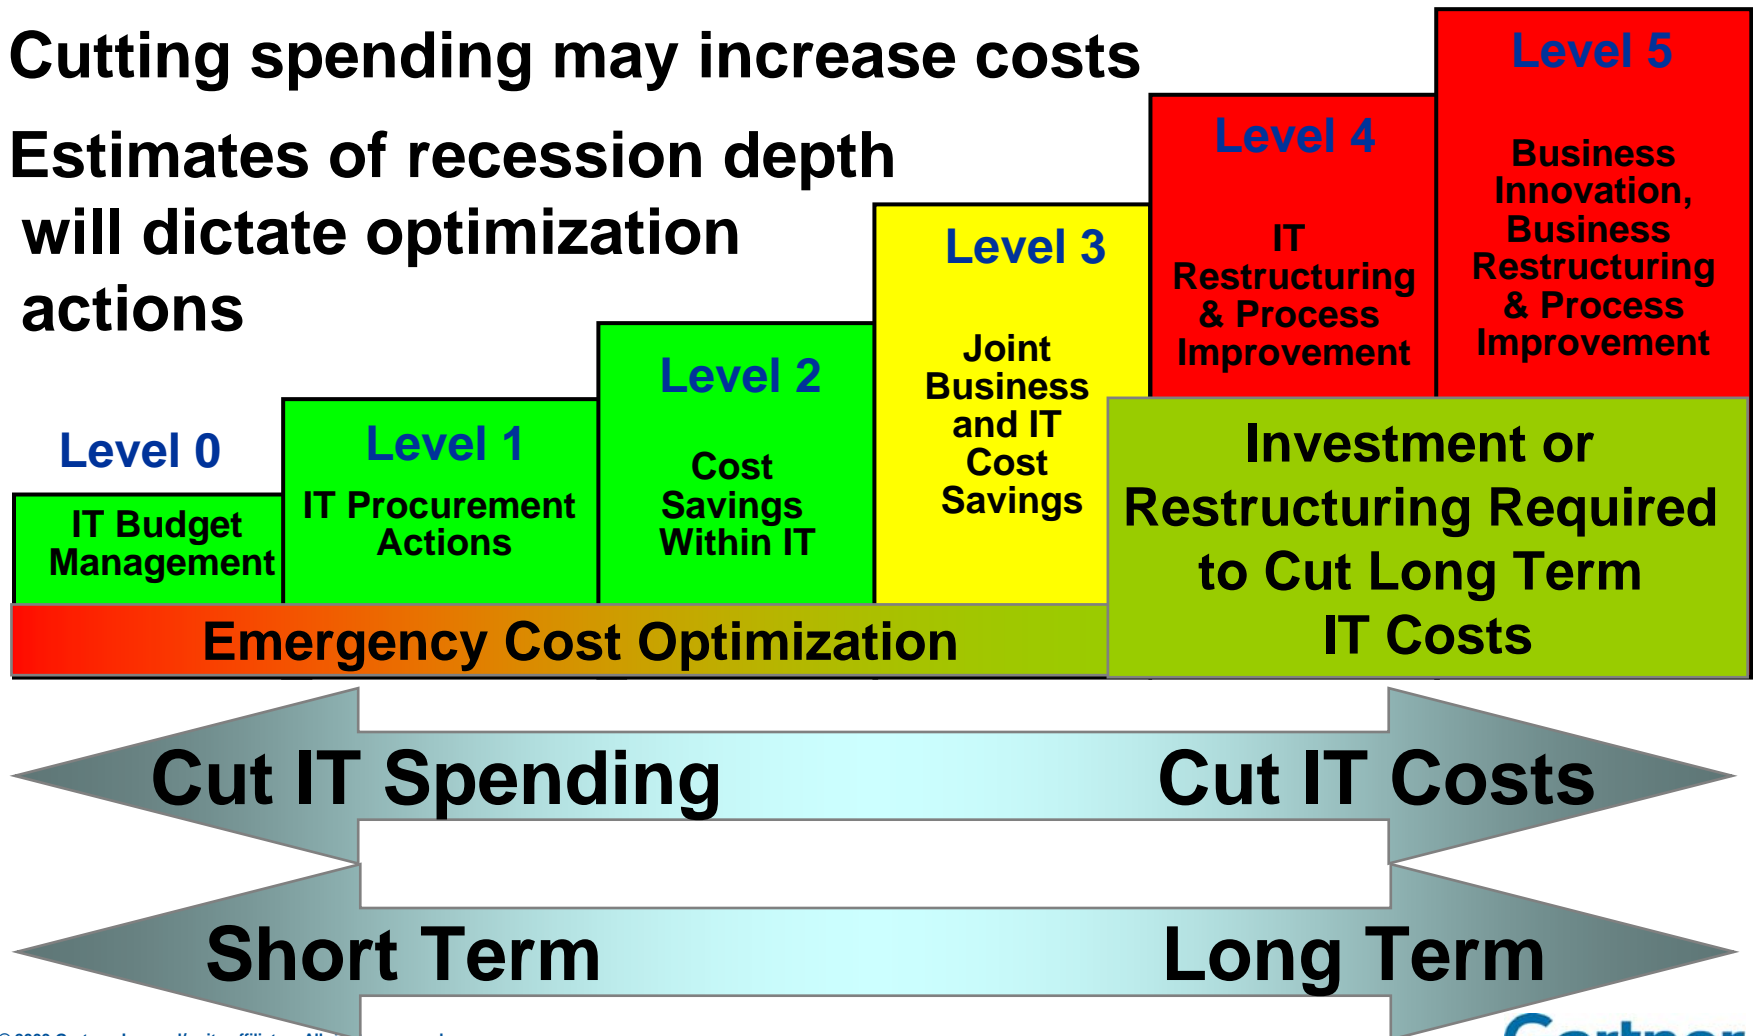 Cutting spending may increase costs
Estimates of recession depth
will dictate optimization
actions
Level 0
IT Budget
Management
Level 1
IT Procurement
Actions
Level 2
Cost
Savings
Within IT
Level 3
Joint
Business
and IT
Cost
Savings
Level 4
IT
Restructuring
& Process
Improvement
Level 5
Business
Innovation,
Business
Restructuring
& Process
Improvement
Investment or
Restructuring Required
to Cut Long Term
IT Costs
Emergency Cost Optimization
Cut IT Spending
Cut IT Costs
Short Term
Long Term